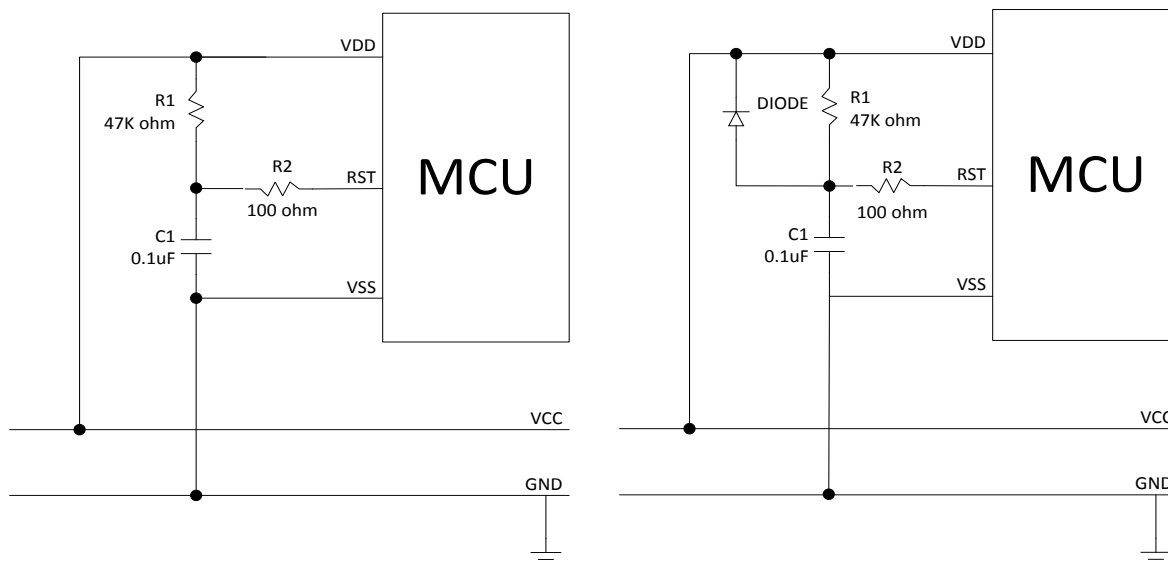 VDD
R1
47K ohm
R2
RST
100 ohm
MCU
C1
0.1uF
VSS
VCC
GND
VDD
DIODE
R1
47K ohm
R2
RST
100 ohm
MCU
C1
0.1uF
VSS
VCC
GND